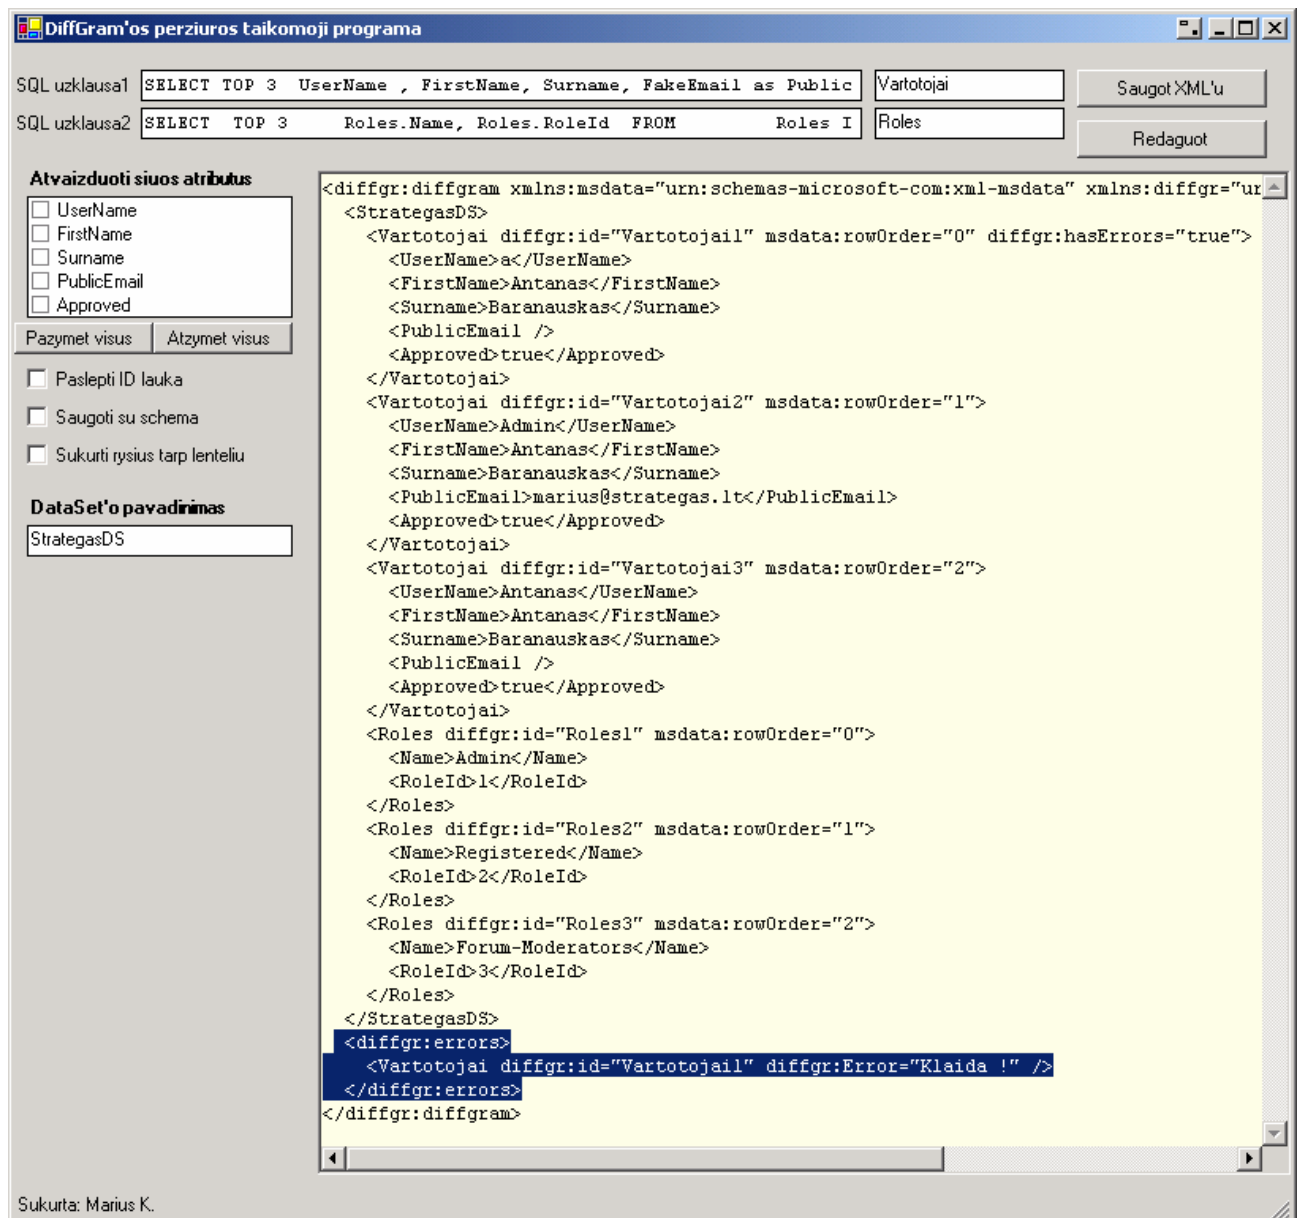 DiffGram'os perziuros taikomoji programa
SQL uzklausa1 SELECT TOP 3 UserName , FirstName, Surname, FakeEmail as Public Vartotojai Saugot XML'u
SQL uzklausa2 SELECT TOP 3 Roles.Name, Roles.RoleId FROM Roles I Roles
Redaguot
Atvaizduoti siuos atributus
UserName
FirstName
Surname
PublicEmail
Approved
Pazymet visus Atzymet visus
Paslepti ID lauka
Saugoti su schema
Sukurti rysius tarp lenteliu
DataSet'o pavadinimas
StrategasDS
<diffgr:diffgram xmlns:msdata="urn:schemas-microsoft-com:xml-msdata" xmlns:diffgr="ur
<StrategasDS>
<Vartotojai diffgr:id="Vartotojai1" msdata:rowOrder="0" diffgr:hasErrors="true">
<UserName>a</UserName>
<FirstName>Antanas</FirstName>
<Surname>Baranauskas</Surname>
<PublicEmail />
<Approved>true</Approved>
</Vartotojai>
<Vartotojai diffgr:id="Vartotojai2" msdata:rowOrder="1">
<UserName>Admin</UserName>
<FirstName>Antanas</FirstName>
<Surname>Baranauskas</Surname>
<PublicEmail>marius@strategas.lt</PublicEmail>
<Approved>true</Approved>
</Vartotojai>
<Vartotojai diffgr:id="Vartotojai3" msdata:rowOrder="2">
<UserName>Antanas</UserName>
<FirstName>Antanas</FirstName>
<Surname>Baranauskas</Surname>
<PublicEmail />
<Approved>true</Approved>
</Vartotojai>
<Roles diffgr:id="Roles1" msdata:rowOrder="0">
<Name>Admin</Name>
<RoleId>1</RoleId>
</Roles>
<Roles diffgr:id="Roles2" msdata:rowOrder="1">
<Name>Registered</Name>
<RoleId>2</RoleId>
</Roles>
<Roles diffgr:id="Roles3" msdata:rowOrder="2">
<Name>Forum-Moderators</Name>
<RoleId>3</RoleId>
</Roles>
</StrategasDS>
<diffgr:errors>
<Vartotojai diffgr:id="Vartotojai1" diffgr:Error="Klaida !" />
</diffgr:errors>
</diffgr:diffgram>
Sukurta: Marius K.